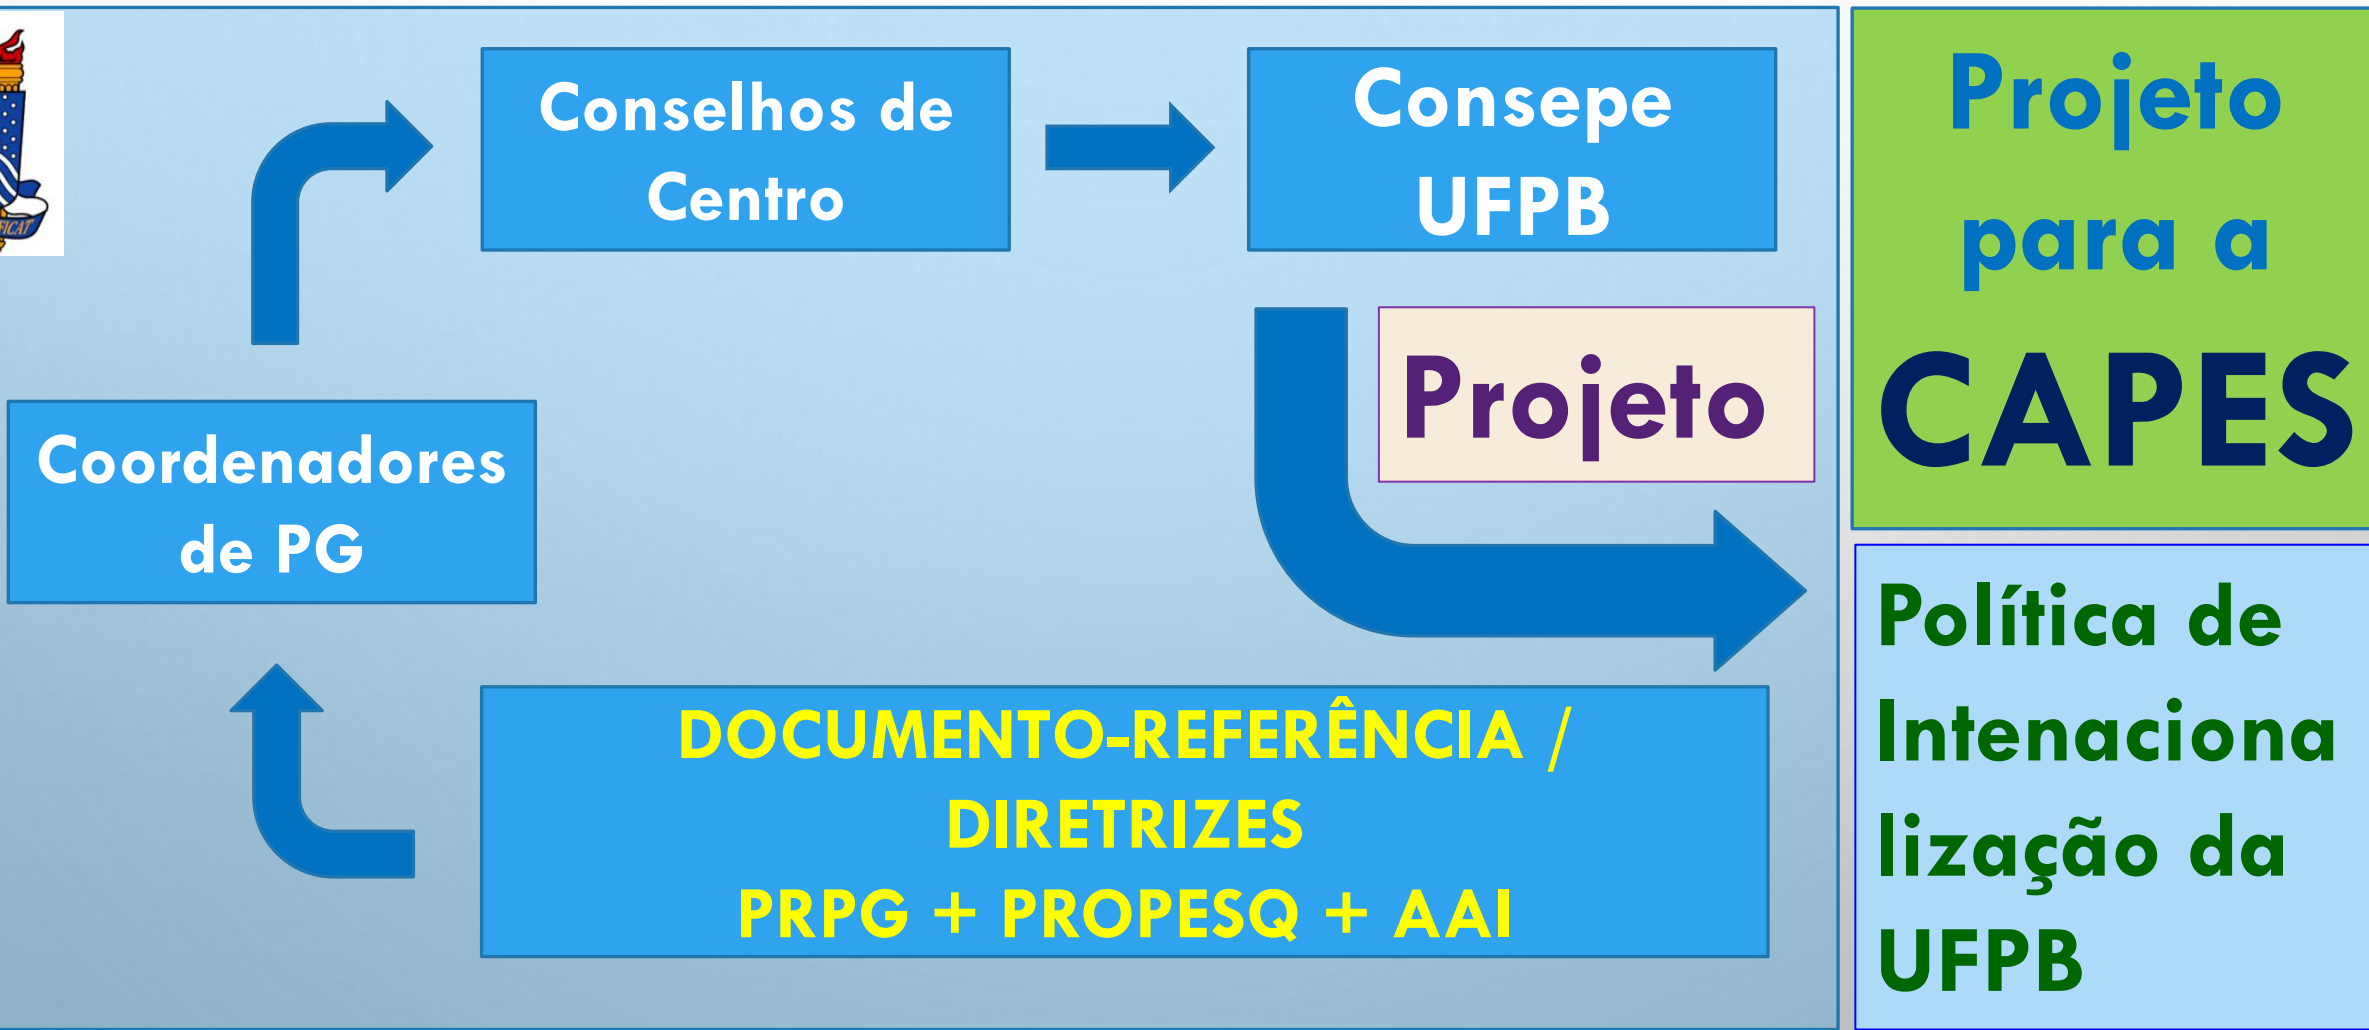 Conselhos de
Centro
Consepe
UFPB
Projeto
para a
CAPES
Projeto
Coordenadores
de PG
DOCUMENTO-REFERÊNCIA /
DIRETRIZES
PRPG + PROPESQ + AAI
Política de
Intenaciona
lização da
UFPB